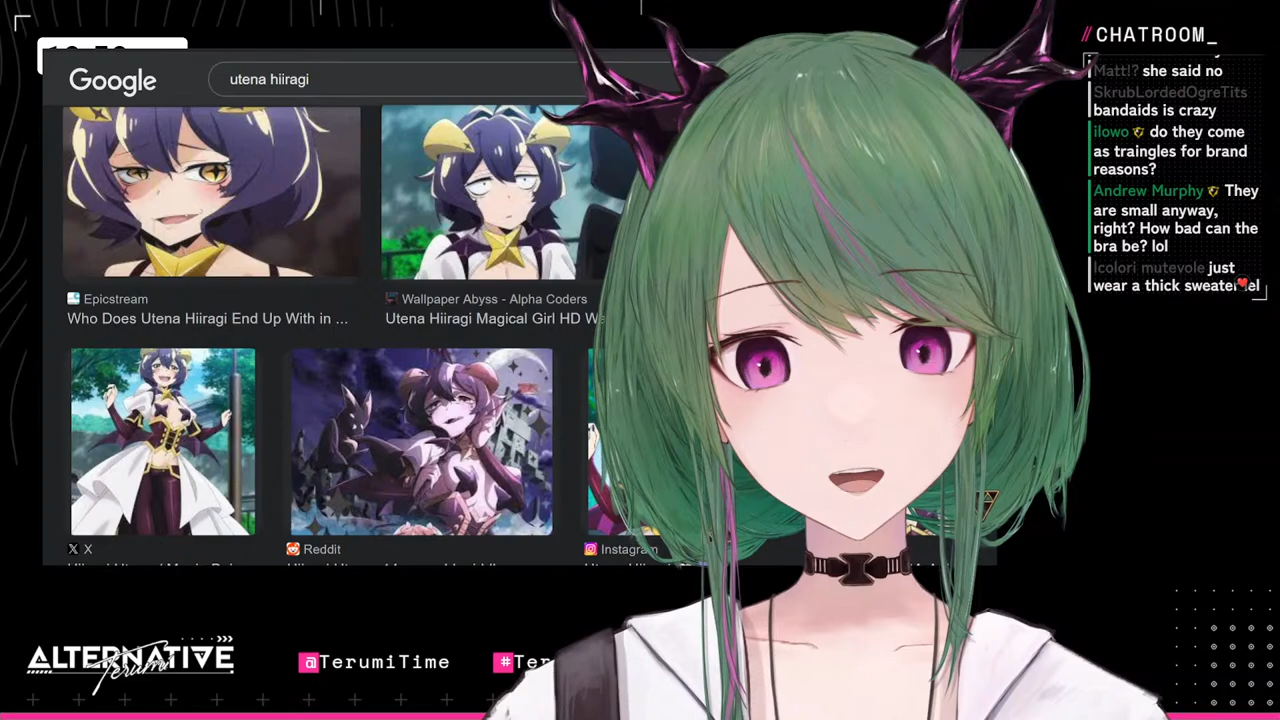 Google
utena hiiragi
Epicstream
Who Does Utena Hiiragi End Up With in ...
Wallpaper Abyss - Alpha Coders
Utena Hiiragi Magical Girl HD
X
Reddit
Instagram
//CHATROOM_
Matt!? she said no
SkrubLordedOgreTits
bandaids is crazy
ilowo do they come
as traingles for brand
reasons?
Andrew Murphy They
are small anyway,
right? How bad can the
bra be? lol
Icolori mutevole just
wear a thick sweater
ALTERNATIVE
Terumi
@TerumiTime
#Ter